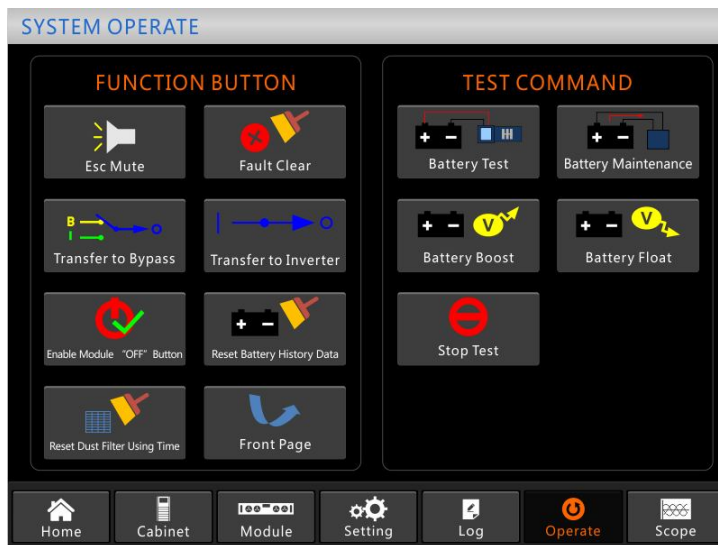 SYSTEM OPERATE
FUNCTION BUTTON
Esc Mute
Fault Clear
B
I
O
Transfer to Bypass
I O
Transfer to Inverter
Enable Module “OFF” Button
Reset Battery History Data
Reset Dust Filter Using Time
Front Page
TEST COMMAND
+ -
Battery Test
+ -
Battery Maintenance
+ - V
Battery Boost
+ - V
Battery Float
Stop Test
Home
Cabinet
Module
Setting
Log
Operate
Scope